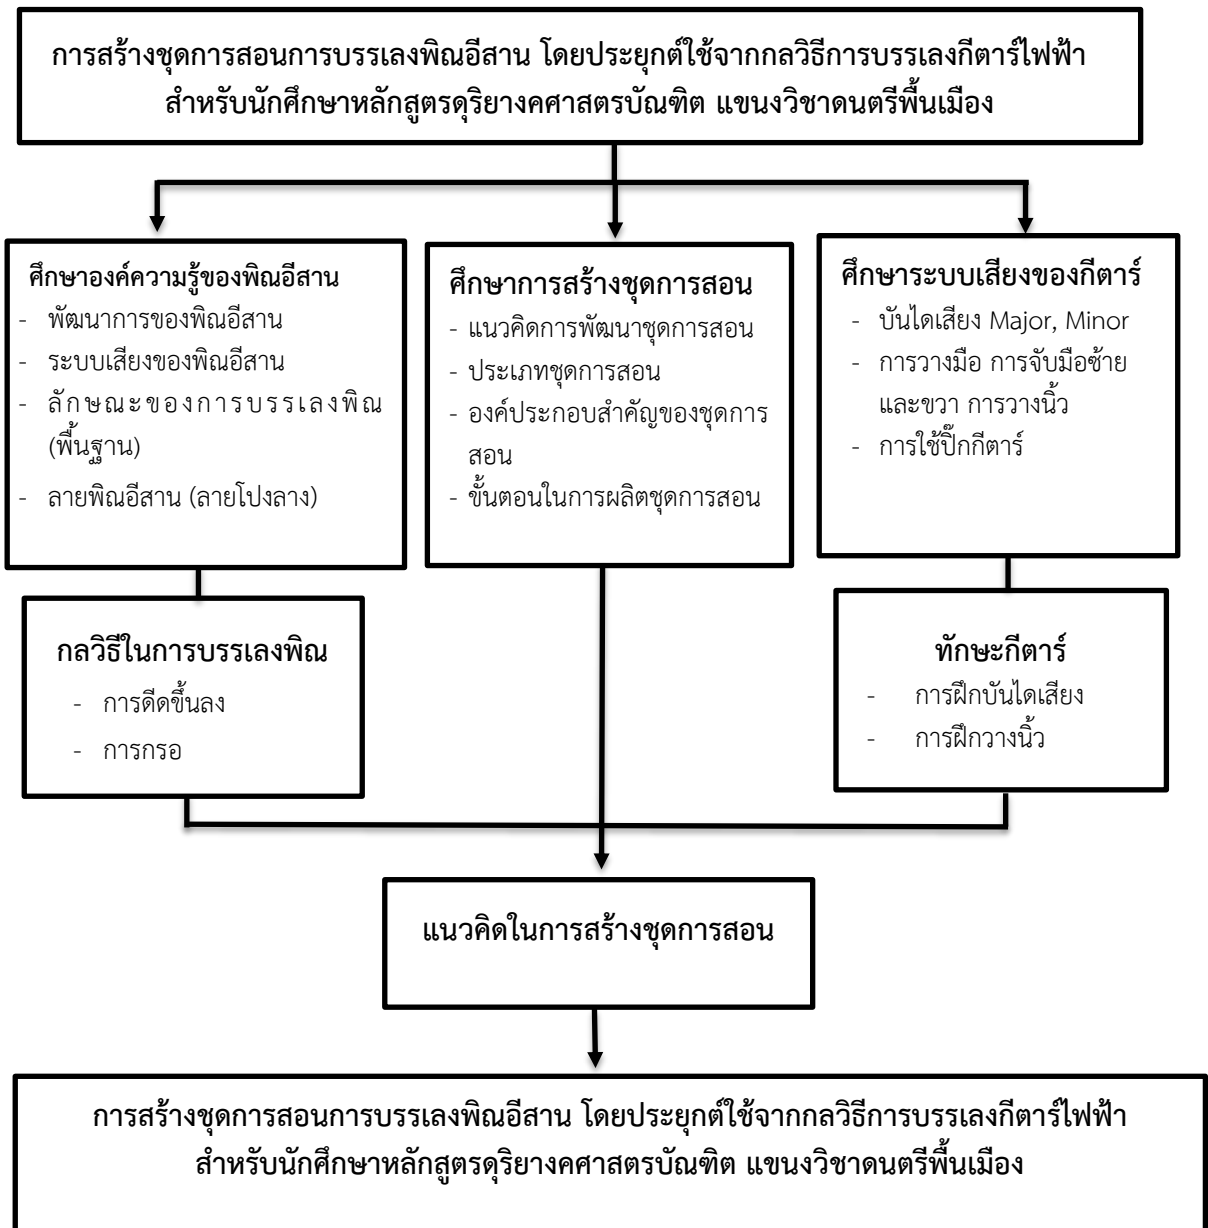 การสร้างชุดการสอนการบรรเลงพิณอีสาน โดยประยุกต์ใช้จากกลวิธีการบรรเลงกีตาร์ไฟฟ้า
สำหรับนักศึกษาหลักสูตรดุริยางคศาสตรบัณฑิต แขนงวิชาดนตรีพื้นเมือง
ศึกษาองค์ความรู้ของพิณอีสาน
- พัฒนาการของพิณอีสาน
- ระบบเสียงของพิณอีสาน
- ลักษณะของการบรรเลงพิณ
(พื้นฐาน)
- ลายพิณอีสาน (ลายโปงลาง)
ศึกษาการสร้างชุดการสอน
- แนวคิดการพัฒนาชุดการสอน
- ประเภทชุดการสอน
- องค์ประกอบสำคัญของชุดการ
สอน
- ขั้นตอนในการผลิตชุดการสอน
ศึกษาระบบเสียงของกีตาร์
- บันไดเสียง Major, Minor
- การวางมือ การจับมือซ้าย
และขวา การวางนิ้ว
- การใช้ปิ๊กกีตาร์
กลวิธีในการบรรเลงพิณ
- การดีดขึ้นลง
- การกรอ
ทักษะกีตาร์
- การฝึกบันไดเสียง
- การฝึกวางนิ้ว
แนวคิดในการสร้างชุดการสอน
การสร้างชุดการสอนการบรรเลงพิณอีสาน โดยประยุกต์ใช้จากกลวิธีการบรรเลงกีตาร์ไฟฟ้า
สำหรับนักศึกษาหลักสูตรดุริยางคศาสตรบัณฑิต แขนงวิชาดนตรีพื้นเมือง